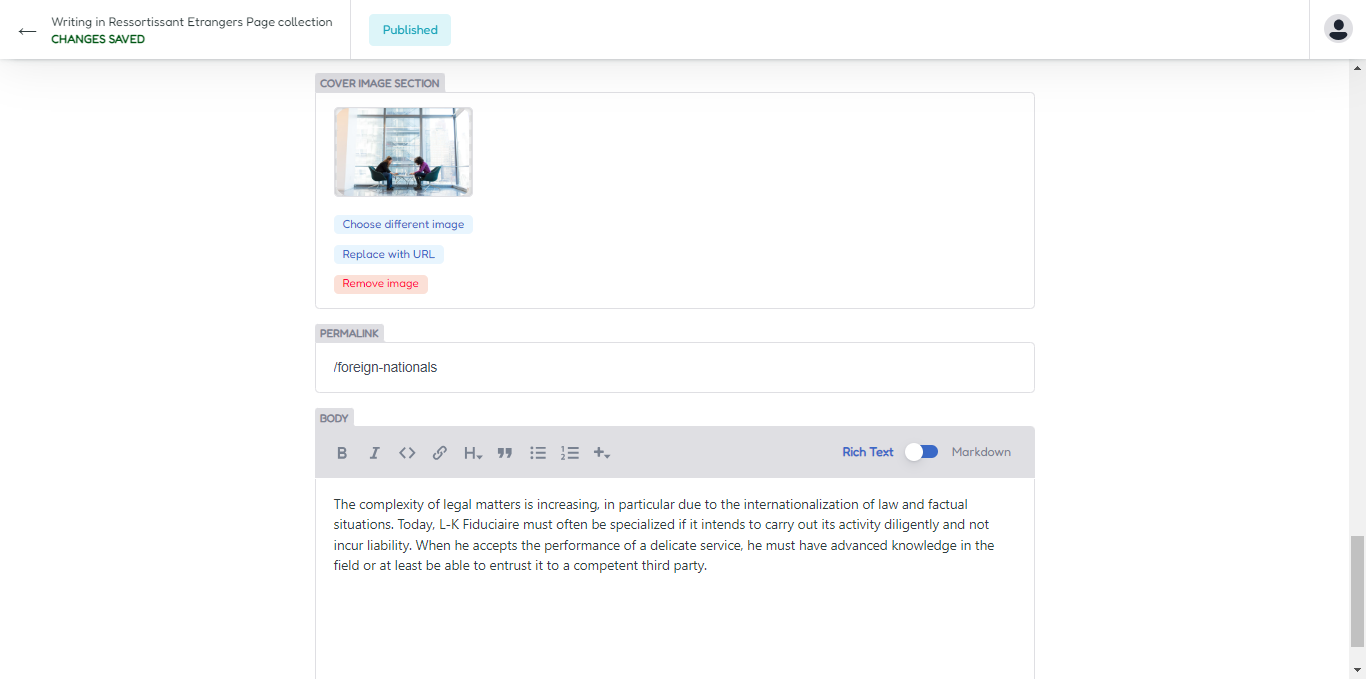 Writing in Ressortissant Etrangers Page collection
CHANGES SAVED
Published
COVER IMAGE SECTION
Choose different image
Replace with URL
Remove image
PERMALINK
/foreign-nationals
BODY
B I <> H
Rich Text Markdown
The complexity of legal matters is increasing, in particular due to the internationalization of law and factual
situations. Today, L-K Fiduciaire must often be specialized if it intends to carry out its activity diligently and not
incur liability. When he accepts the performance of a delicate service, he must have advanced knowledge in the
field or at least be able to entrust it to a competent third party.